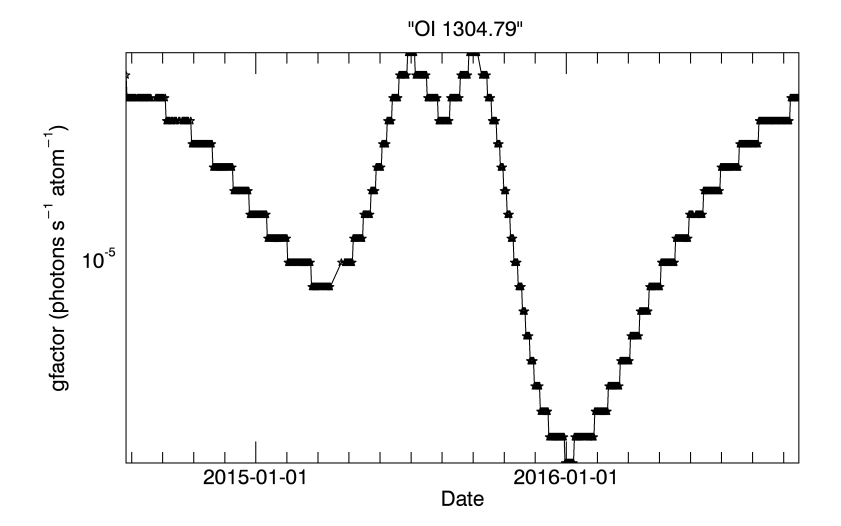 "OI 1304.79"
gfactor (photons s⁻¹ atom⁻¹)
10⁻⁵
2015-01-01 2016-01-01
Date